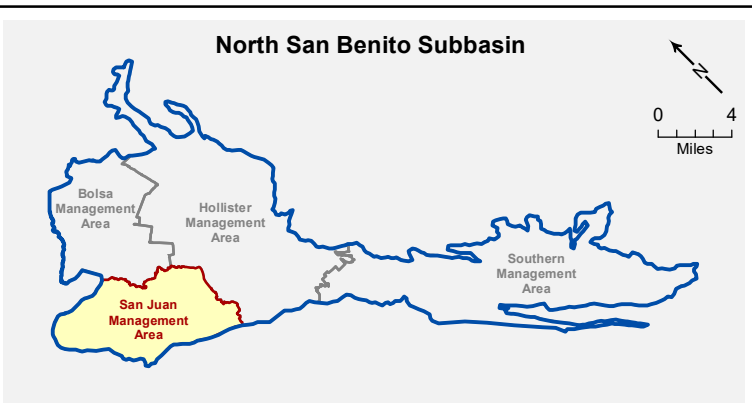 North San Benito Subbasin
N
0 4
Miles
Bolsa
Management
Area
Hollister
Management
Area
Southern
Management
Area
San Juan
Management
Area